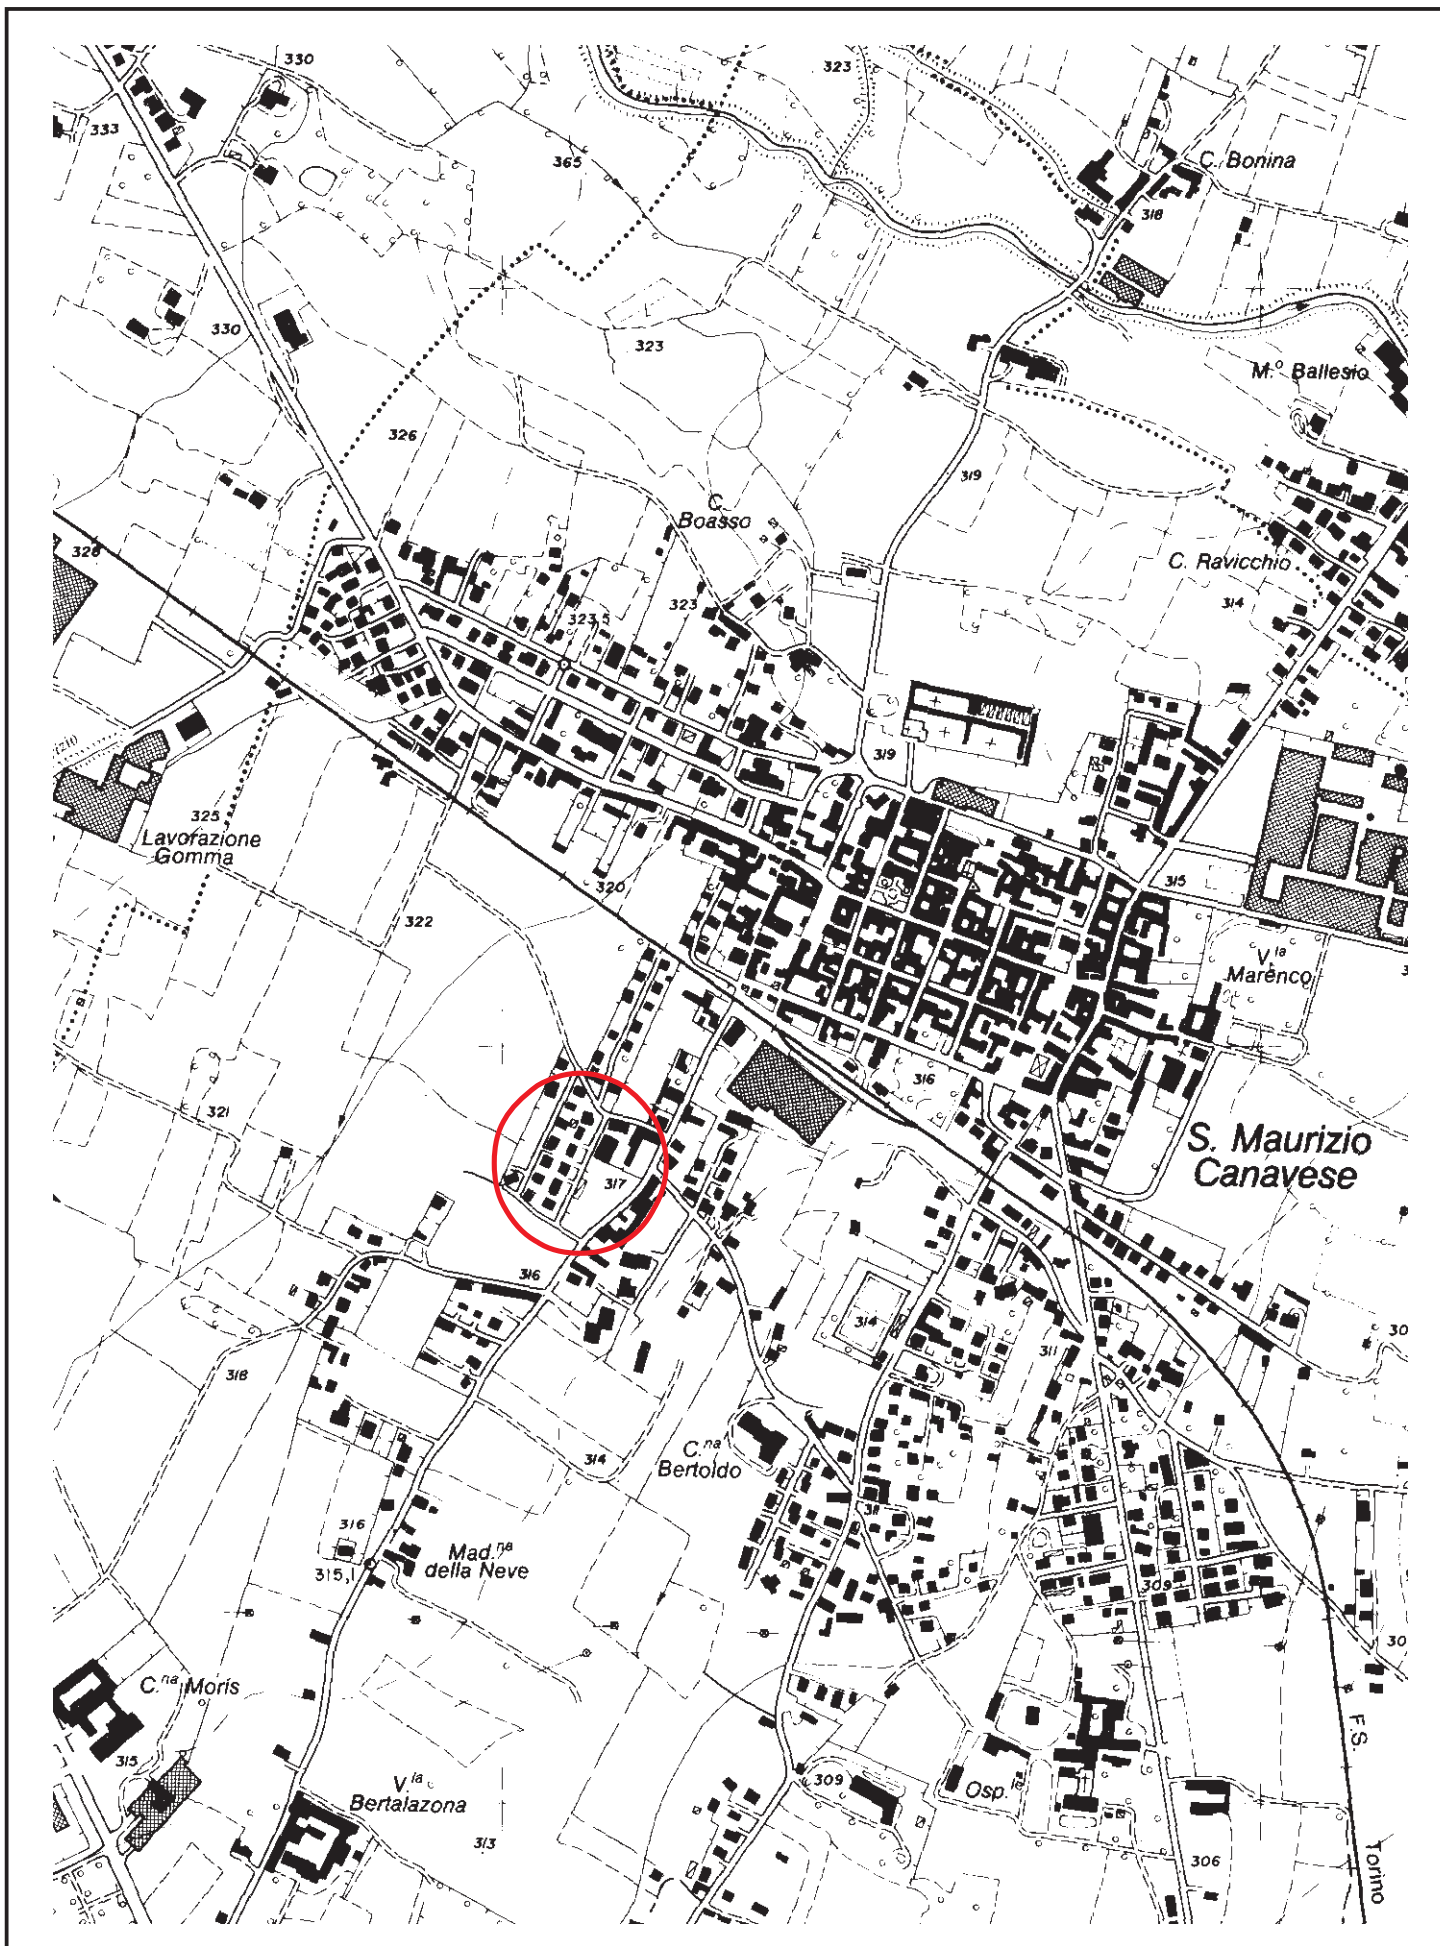 330
323
333
365
C. Bonina
318
330
323
M.º Ballesio
326
319
C.
Boasso
328
C. Ravicchio
323
314
323,5
319
325
Lavorazione
Gomma
320
315
322
V.la
Marenco
316
321
S. Maurizio
Canavese
317
316
314
311
318
C.na
Bertoldo
314
311
316
Mad.na
della Neve
315,1
309
C.na Moris
F.S.
315
V.la
Bertalazona
309
Osp.le
313
306
Torino